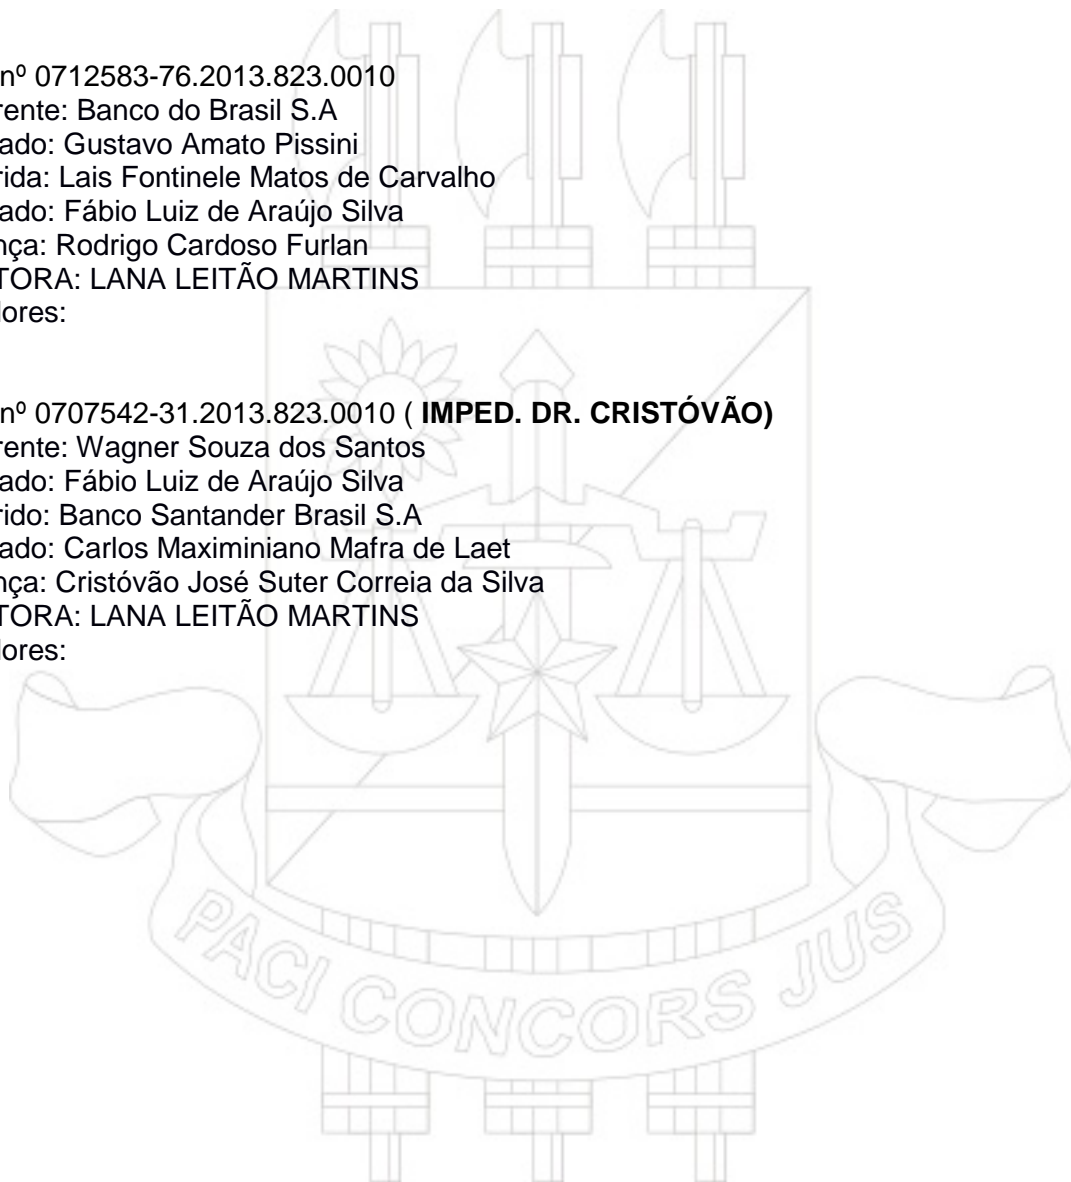 nº 0712583-76.2013.823.0010
rente: Banco do Brasil S.A
ado: Gustavo Amato Pissini
rida: Lais Fontinele Matos de Carvalho
ado: Fábio Luiz de Araújo Silva
nça: Rodrigo Cardoso Furlan
TORA: LANA LEITÃO MARTINS
lores:
nº 0707542-31.2013.823.0010 ( IMPED. DR. CRISTÓVÃO)
rente: Wagner Souza dos Santos
ado: Fábio Luiz de Araújo Silva
rido: Banco Santander Brasil S.A
ado: Carlos Maximiniano Mafra de Laet
nça: Cristóvão José Suter Correia da Silva
TORA: LANA LEITÃO MARTINS
lores:
PACI CONCORS JUS